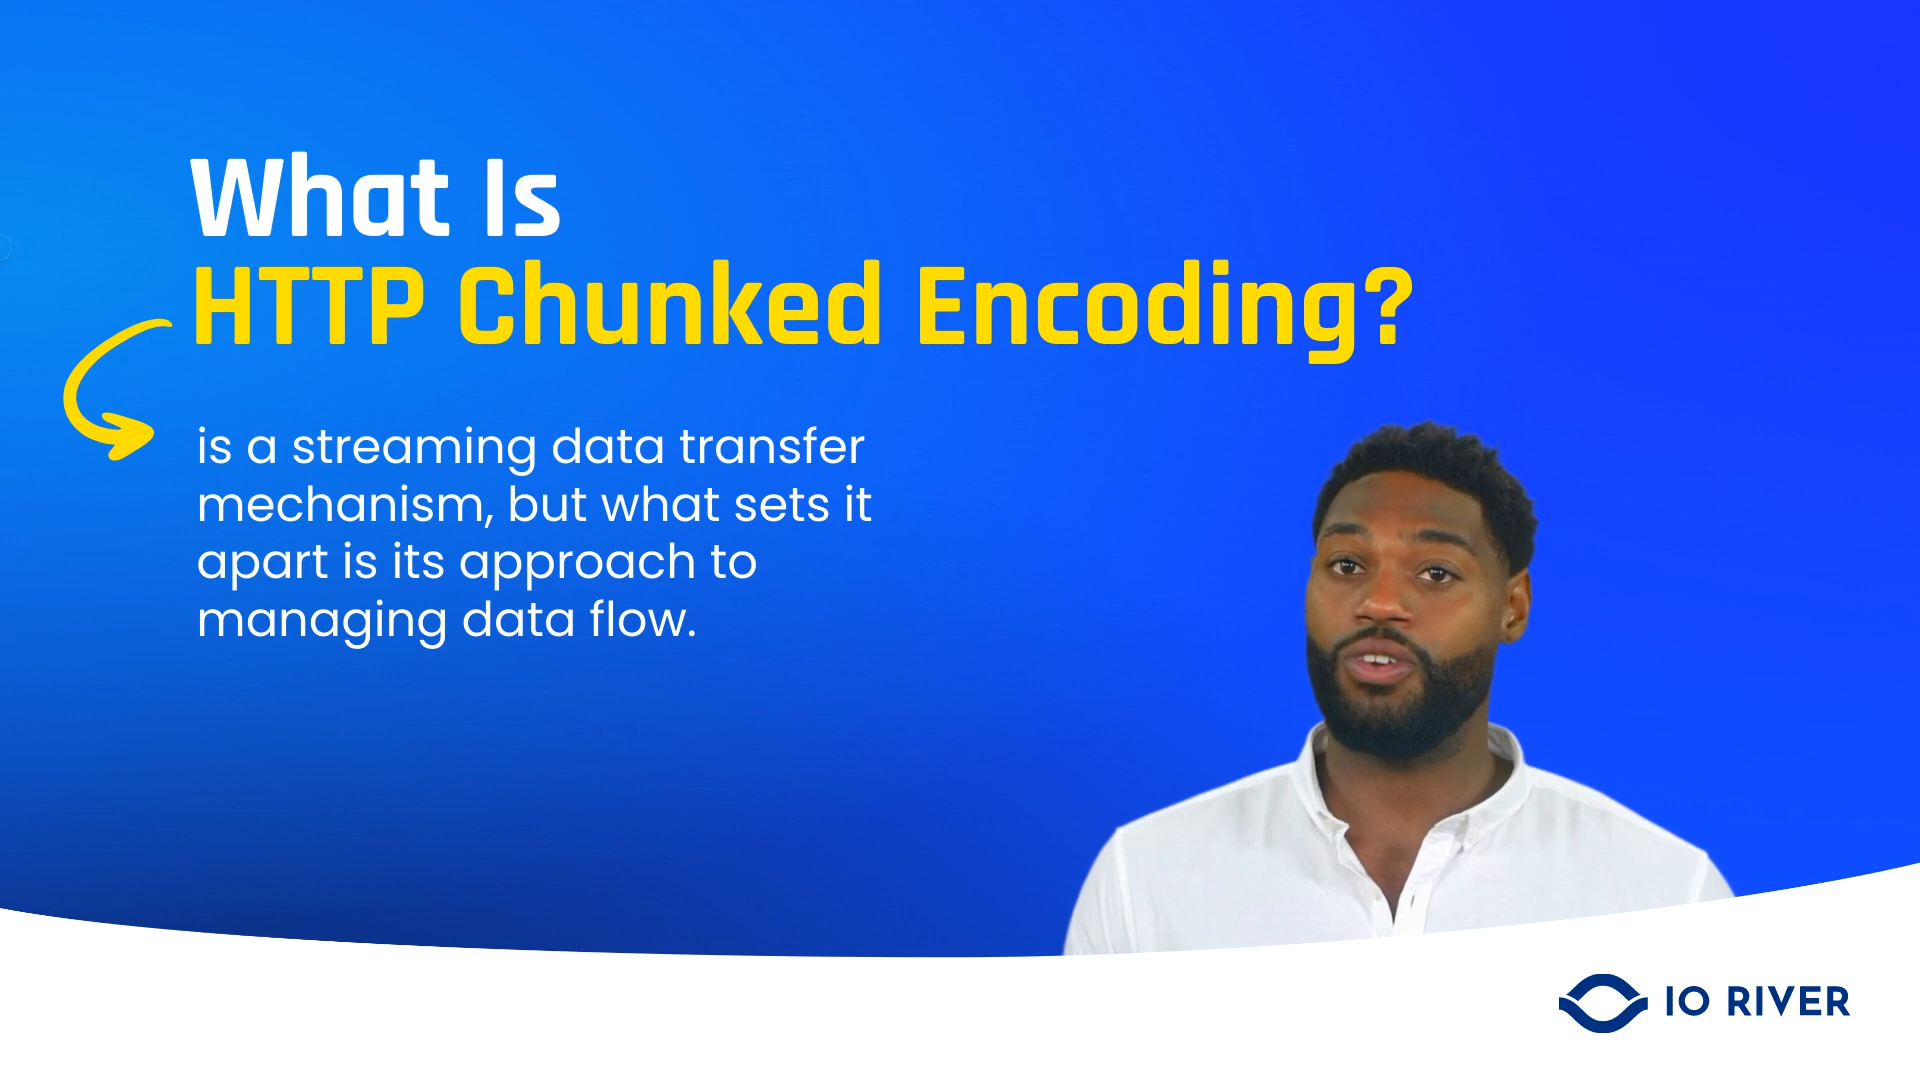 What Is
HTTP Chunked Encoding?
is a streaming data transfer
mechanism, but what sets it
apart is its approach to
managing data flow.
IO RIVER